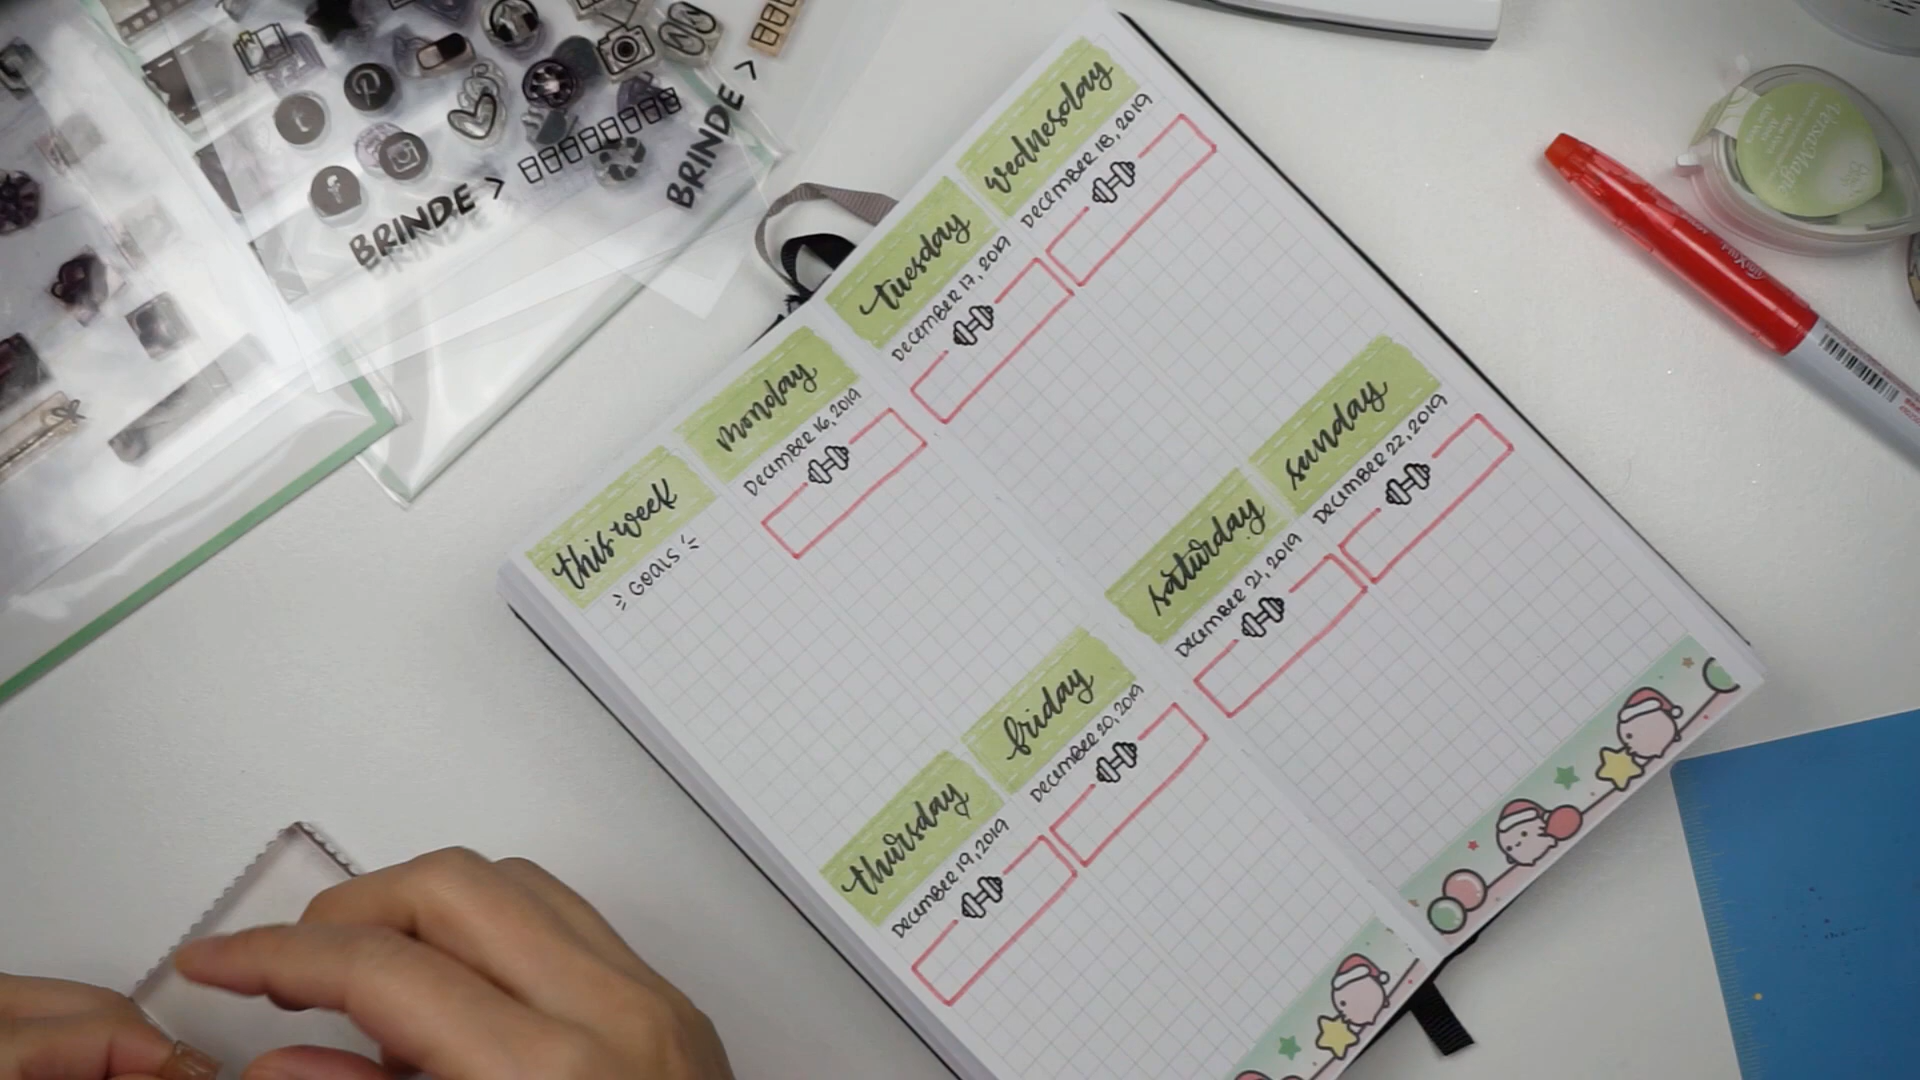 this week
GOALS
monday
DECEMBER 16, 2019
tuesday
DECEMBER 17, 2019
wednesday
DECEMBER 18, 2019
thursday
DECEMBER 19, 2019
friday
DECEMBER 20, 2019
saturday
DECEMBER 21, 2019
sunday
DECEMBER 22, 2019
BRINDE >
BRINDE >
VersaMagic